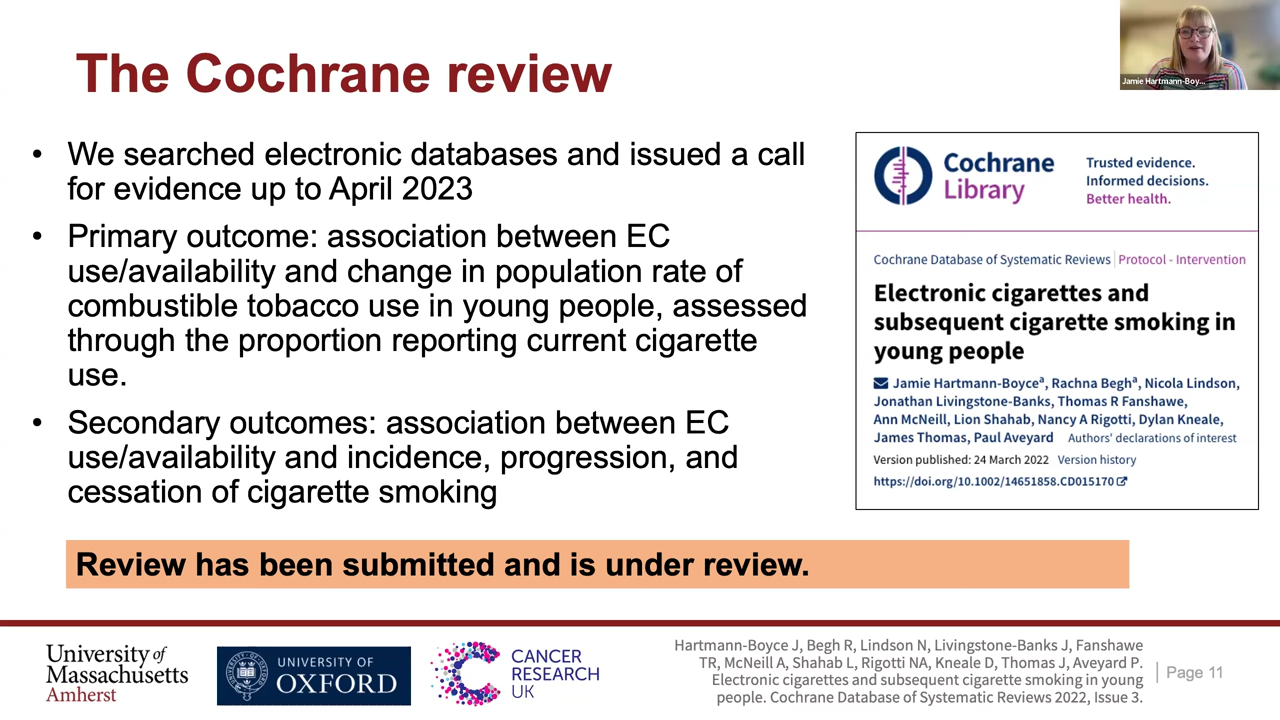 The Cochrane review
Jamie Hartmann-Boy...
• We searched electronic databases and issued a call
for evidence up to April 2023
• Primary outcome: association between EC
use/availability and change in population rate of
combustible tobacco use in young people, assessed
through the proportion reporting current cigarette
use.
• Secondary outcomes: association between EC
use/availability and incidence, progression, and
cessation of cigarette smoking
Cochrane
Library
Trusted evidence.
Informed decisions.
Better health.
Cochrane Database of Systematic Reviews | Protocol - Intervention
Electronic cigarettes and
subsequent cigarette smoking in
young people
Jamie Hartmann-Boyceᵃ, Rachna Beghᵃ, Nicola Lindson,
Jonathan Livingstone-Banks, Thomas R Fanshawe,
Ann McNeill, Lion Shahab, Nancy A Rigotti, Dylan Kneale,
James Thomas, Paul Aveyard Authors' declarations of interest
Version published: 24 March 2022 Version history
https://doi.org/10.1002/14651858.CD015170
Review has been submitted and is under review.
University of
Massachusetts
Amherst
UNIVERSITY OF
OXFORD
CANCER
RESEARCH
UK
Hartmann-Boyce J, Begh R, Lindson N, Livingstone-Banks J, Fanshawe
TR, McNeill A, Shahab L, Rigotti NA, Kneale D, Thomas J, Aveyard P.
Electronic cigarettes and subsequent cigarette smoking in young
people. Cochrane Database of Systematic Reviews 2022, Issue 3.
Page 11